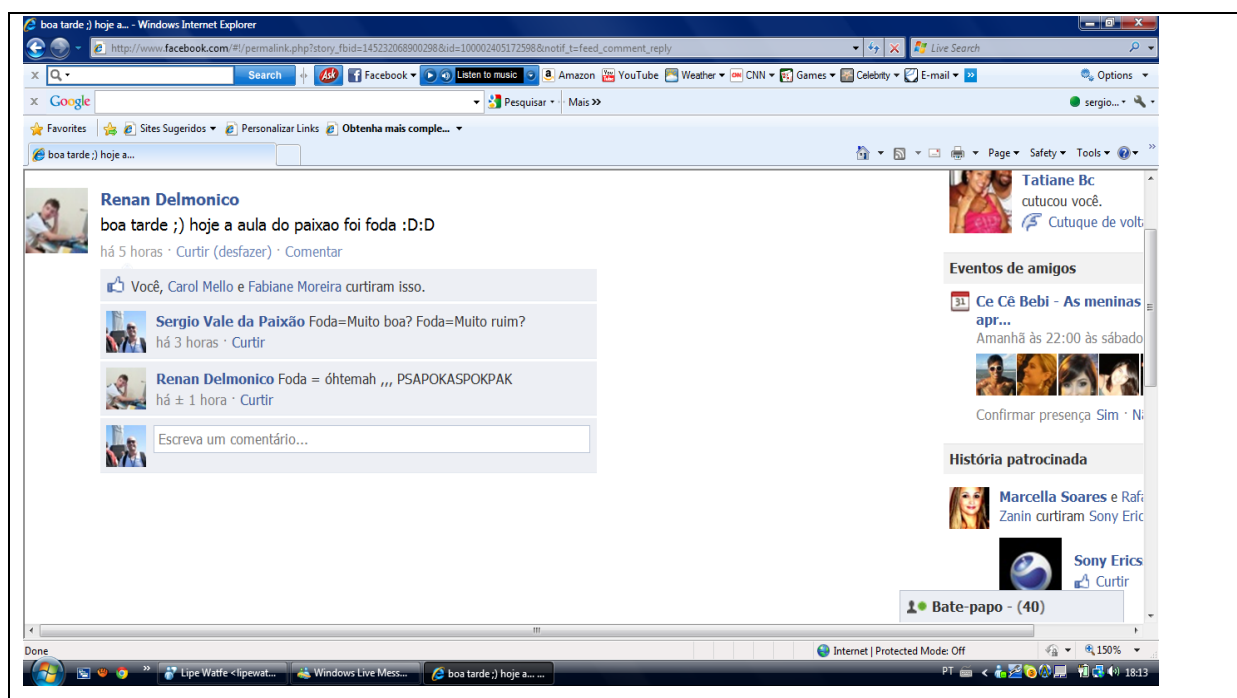 boa tarde ;) hoje a... - Windows Internet Explorer
http://www.facebook.com/#!/permalink.php?story_fbid=145232068900298&id=100002405172598&notif_t=feed_comment_reply
Live Search
x Search Ask Facebook Listen to music Amazon YouTube Weather CNN Games Celebrity E-mail Options
x Google Pesquisar Mais >> sergio...
Favorites Sites Sugeridos Personalizar Links Obtenha mais comple...
boa tarde ;) hoje a... Page Safety Tools
Renan Delmonico
boa tarde ;) hoje a aula do paixao foi foda :D:D
há 5 horas · Curtir (desfazer) · Comentar
Você, Carol Mello e Fabiane Moreira curtiram isso.
Sergio Vale da Paixão Foda=Muito boa? Foda=Muito ruim?
há 3 horas · Curtir
Renan Delmonico Foda = óhtemah ,,, PSAPOKASPOKPAK
há ± 1 hora · Curtir
Escreva um comentário...
Tatiane Bc
cutucou você.
Cutuque de volt
Eventos de amigos
31
Ce Cê Bebi - As meninas
apr...
Amanhã às 22:00 às sábado
Confirmar presença Sim · Nã
História patrocinada
Marcella Soares e Rafa
Zanin curtiram Sony Eric
Sony Erics
Curtir
Bate-papo - (40)
Done Internet | Protected Mode: Off 150%
Lipe Watfe <lipewat... Windows Live Mess... boa tarde ;) hoje a... ... PT 18:13